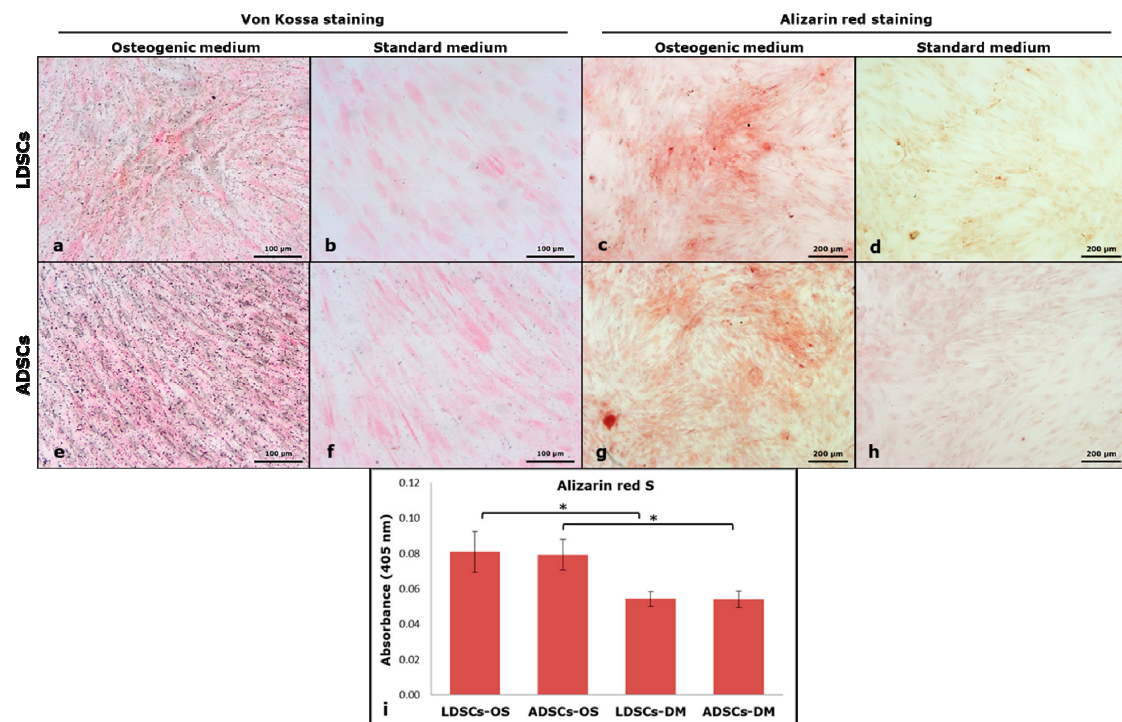 Von Kossa staining
Alizarin red staining
Osteogenic medium
Standard medium
Osteogenic medium
Standard medium
LDSCs
a
100 µm
b
100 µm
c
200 µm
d
200 µm
ADSCs
e
100 µm
f
100 µm
g
200 µm
h
200 µm
Alizarin red S
Absorbance (405 nm)
0.12
0.10
0.08
0.06
0.04
0.02
0.00
*
*
LDSCs-OS
ADSCs-OS
LDSCs-DM
ADSCs-DM
i